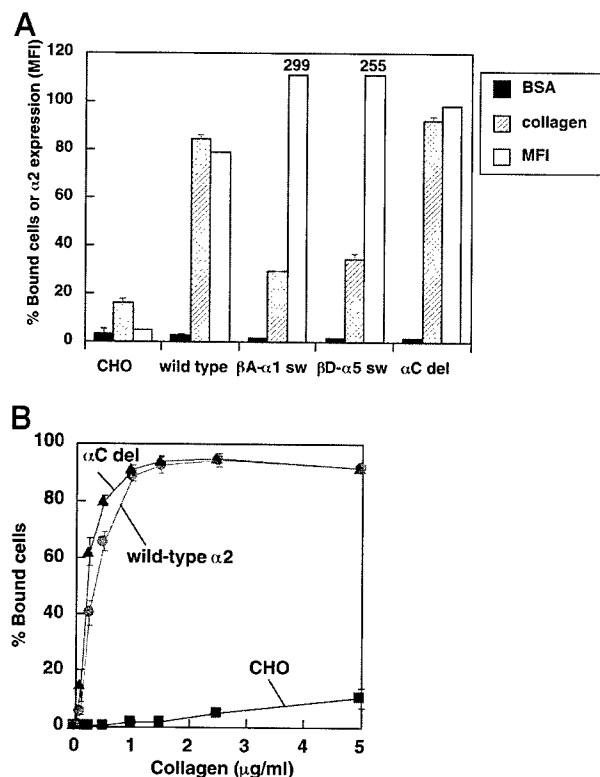 A
% Bound cells or α2 expression (MFI)
120
100
80
60
40
20
0
299
255
BSA
collagen
MFI
CHO
wild type
βA-α1 sw
βD-α5 sw
αC del
B
% Bound cells
100
80
60
40
20
0
αC del
wild-type α2
CHO
0
1
2
3
4
5
Collagen (μg/ml)